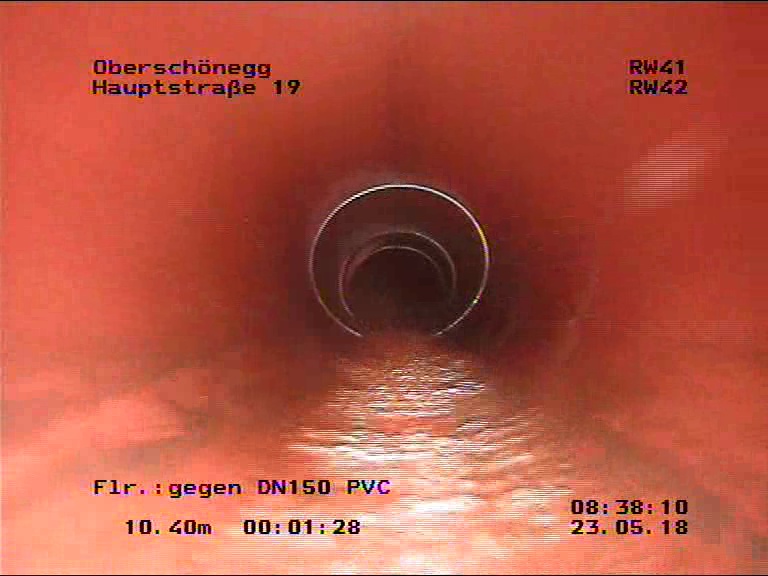 Oberschönegg
Hauptstraße 19
RW41
RW42
Flr.:gegen DN150 PVC
10.40m 00:01:28
08:38:10
23.05.18